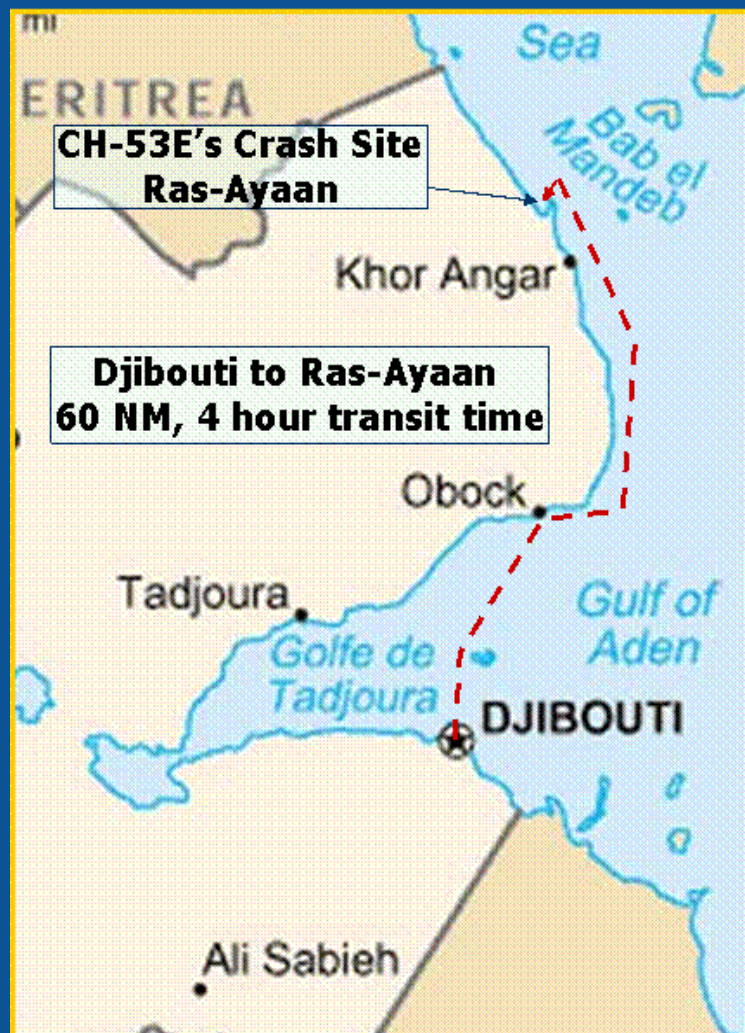 mi
Sea
ERITREA
CH-53E's Crash Site
Ras-Ayaan
Bab el
Mandeb
Khor Angar
Djibouti to Ras-Ayaan
60 NM, 4 hour transit time
Obock
Tadjoura
Gulf of
Aden
Golfe de
Tadjoura
DJIBOUTI
Ali Sabieh